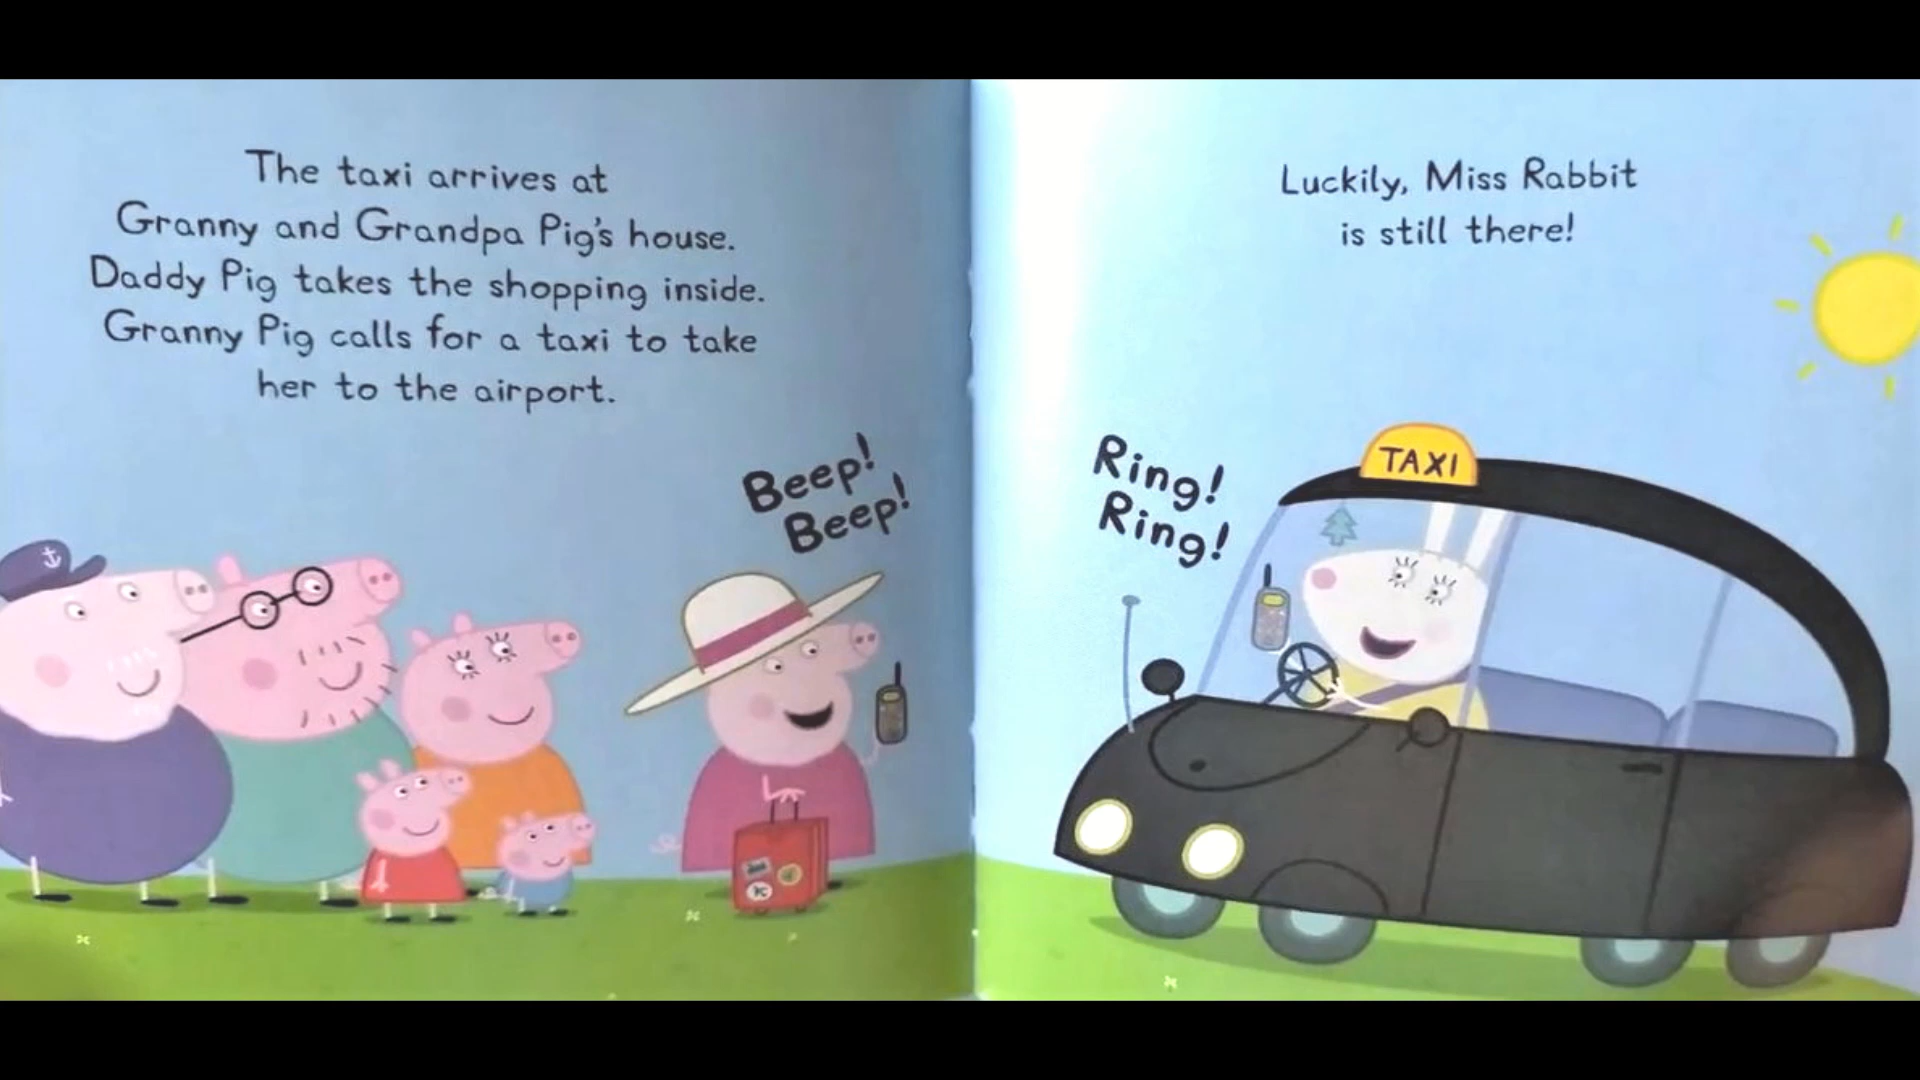 The taxi arrives at
Granny and Grandpa Pig's house.
Daddy Pig takes the shopping inside.
Granny Pig calls for a taxi to take
her to the airport.
Beep!
Beep!
Luckily, Miss Rabbit
is still there!
Ring!
Ring!
TAXI